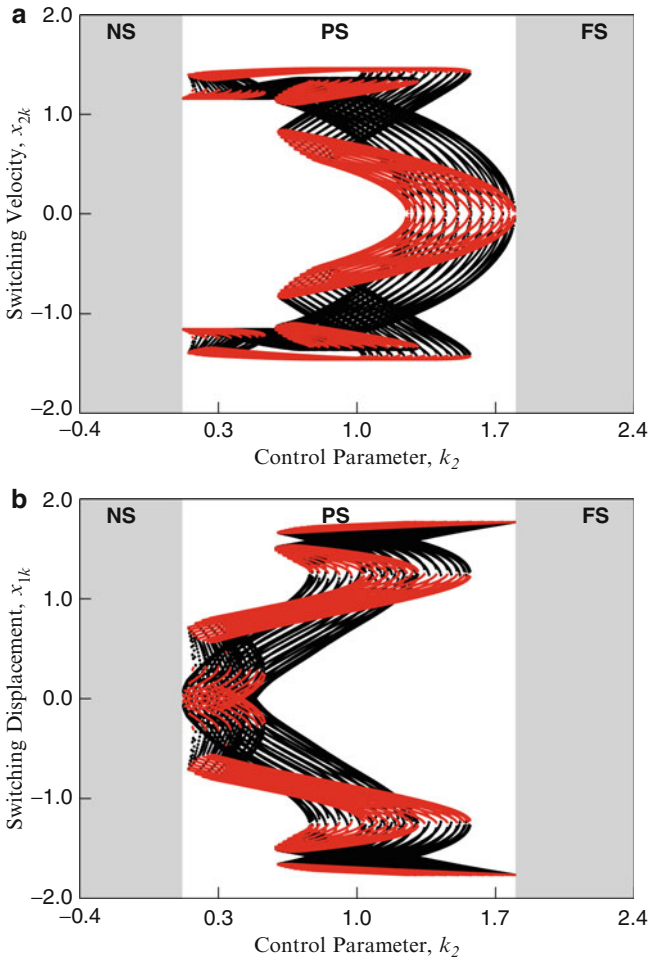 a
NS PS FS
2.0
1.0
0.0
−1.0
−2.0
Switching Velocity, x2k
−0.4 0.3 1.0 1.7 2.4
Control Parameter, k2
b
NS PS FS
2.0
1.0
0.0
−1.0
−2.0
Switching Displacement, x1k
−0.4 0.3 1.0 1.7 2.4
Control Parameter, k2